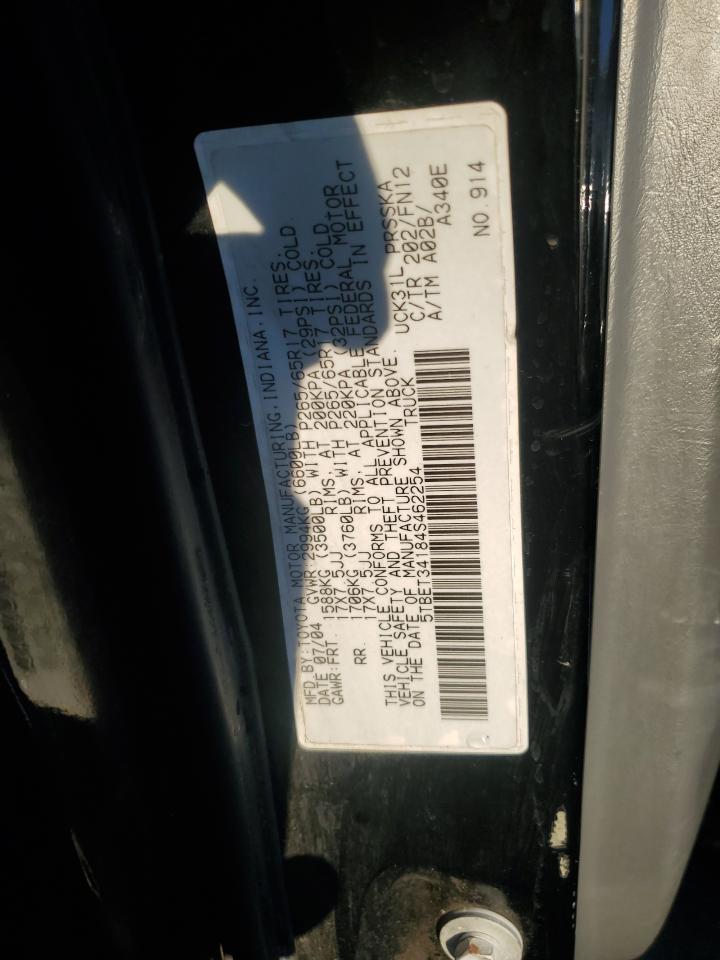 MFD.BY:TOYOTA MOTOR MANUFACTURING,INDIANA,INC.
DATE 07/04 GVWR:2994KG (6600LB)
GAWR:FRT. 1588KG (3500LB) WITH P265/65R17 TIRES,
17X7.5JJ RIMS, AT 200KPA (29PSI) COLD.
RR. 1706KG (3760LB) WITH P265/65R17 TIRES,
17X7.5JJ RIMS, AT 220KPA (32PSI) COLD.
THIS VEHICLE CONFORMS TO ALL APPLICABLE FEDERAL MOTOR
VEHICLE SAFETY AND THEFT PREVENTION STANDARDS IN EFFECT
ON THE DATE OF MANUFACTURE SHOWN ABOVE.
5TBET34184S462254 TRUCK
UCK31L PRSSKA
C/TR 202/FN12
A/TM A02B/
A340E
914
NO.914